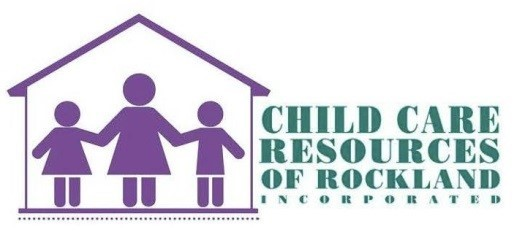 CHILD CARE
RESOURCES
OF ROCKLAND
INCORPORATED